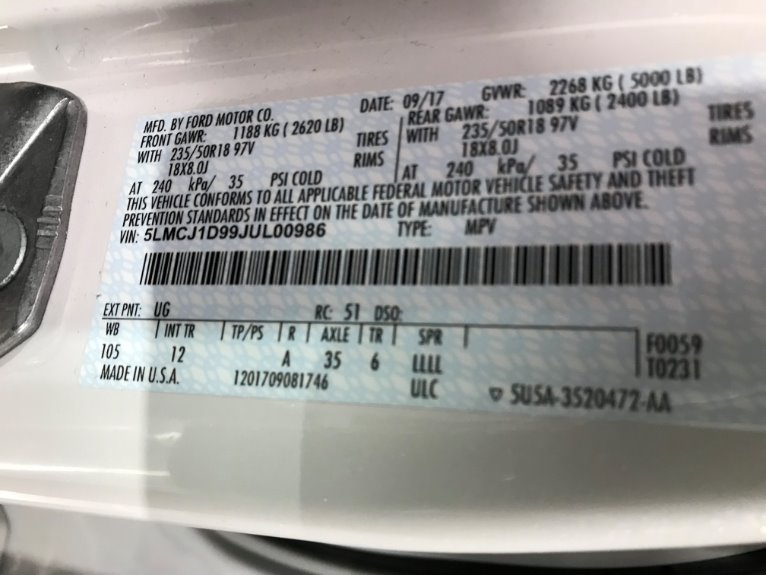 MFD. BY FORD MOTOR CO. DATE: 09/17 GVWR: 2268 KG ( 5000 LB)
FRONT GAWR: 1188 KG ( 2620 LB) REAR GAWR: 1089 KG ( 2400 LB)
WITH 235/50R18 97V TIRES WITH 235/50R18 97V TIRES
18X8.0J RIMS 18X8.0J RIMS
AT 240 kPa/ 35 PSI COLD AT 240 kPa/ 35 PSI COLD
THIS VEHICLE CONFORMS TO ALL APPLICABLE FEDERAL MOTOR VEHICLE SAFETY AND THEFT
PREVENTION STANDARDS IN EFFECT ON THE DATE OF MANUFACTURE SHOWN ABOVE.
VIN: 5LMCJ1D99JUL00986 TYPE: MPV
EXT PNT: UG RC: 51 DSO:
WB INT TR TP/PS R AXLE TR SPR F0059
105 12 A 35 6 LLLL T0231
MADE IN U.S.A. 1201709081746 ULC 5U5A-3520472-AA